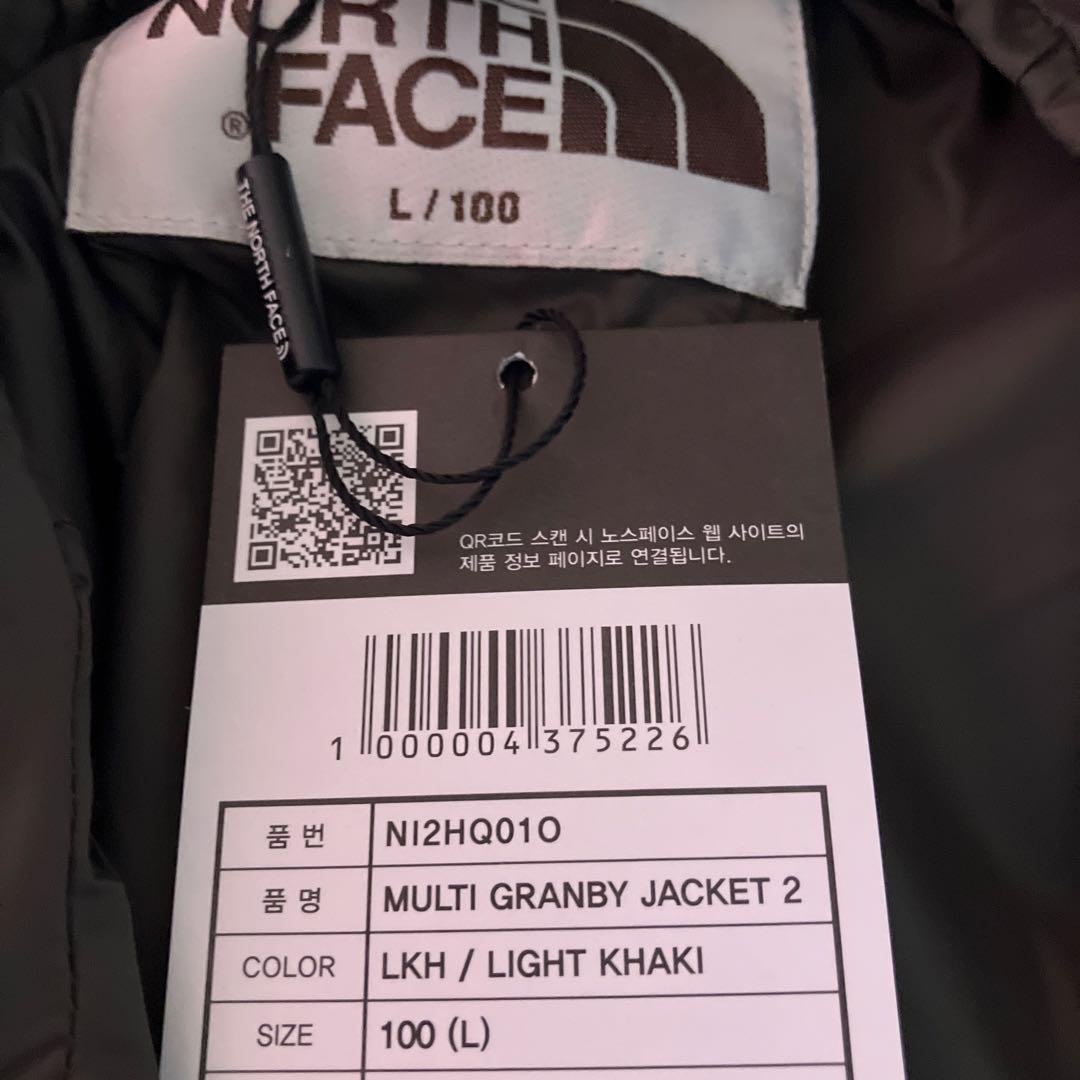 NORTH
FACE
®
L / 100
THE NORTH FACE
QR코드 스캔 시 노스페이스 웹 사이트의
제품 정보 페이지로 연결됩니다.
1 000004 375226
품 번 NI2HQ01O
품 명 MULTI GRANBY JACKET 2
COLOR LKH / LIGHT KHAKI
SIZE 100 (L)